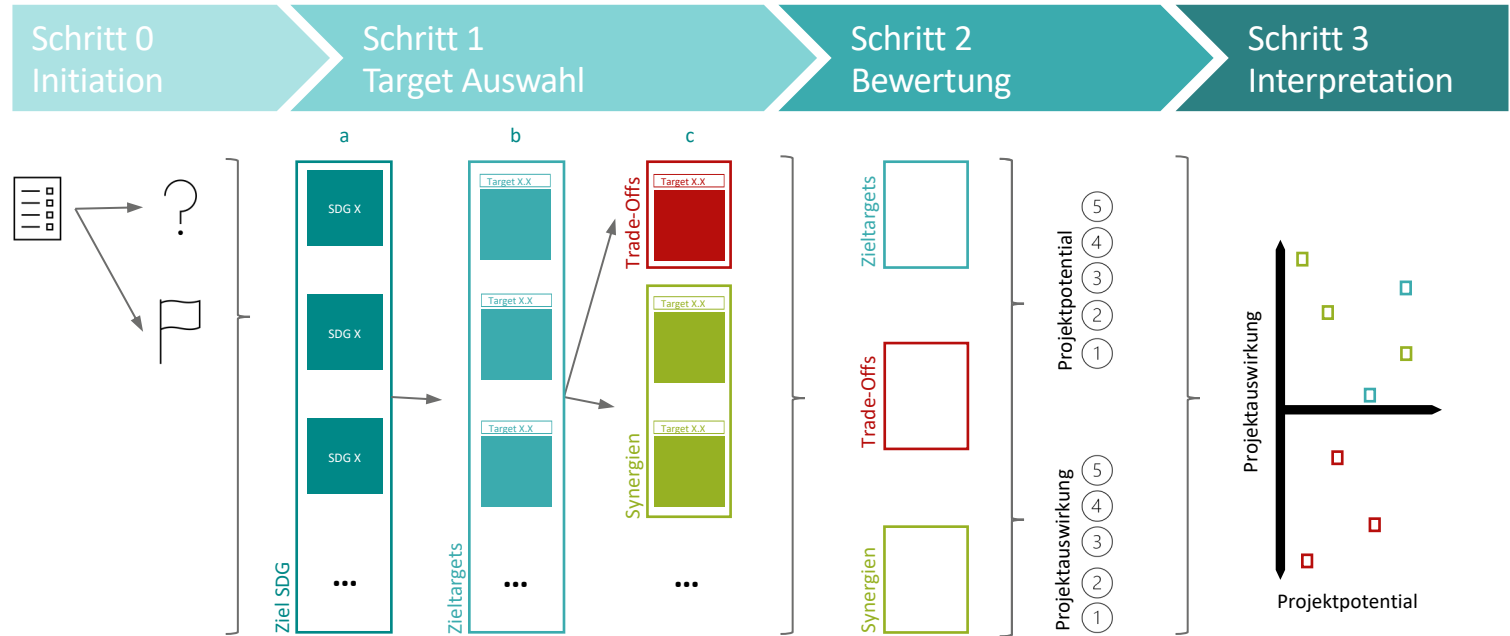 Schritt 0
Initiation
Schritt 1
Target Auswahl
Schritt 2
Bewertung
Schritt 3
Interpretation
a
b
c
Ziel SDG
SDG X
SDG X
SDG X
...
Zieltargets
Target X.X
Target X.X
Target X.X
...
Trade-Offs
Target X.X
Synergien
Target X.X
Target X.X
...
Zieltargets
Trade-Offs
Synergien
Projektpotential
5
4
3
2
1
Projektauswirkung
5
4
3
2
1
Projektauswirkung
Projektpotential